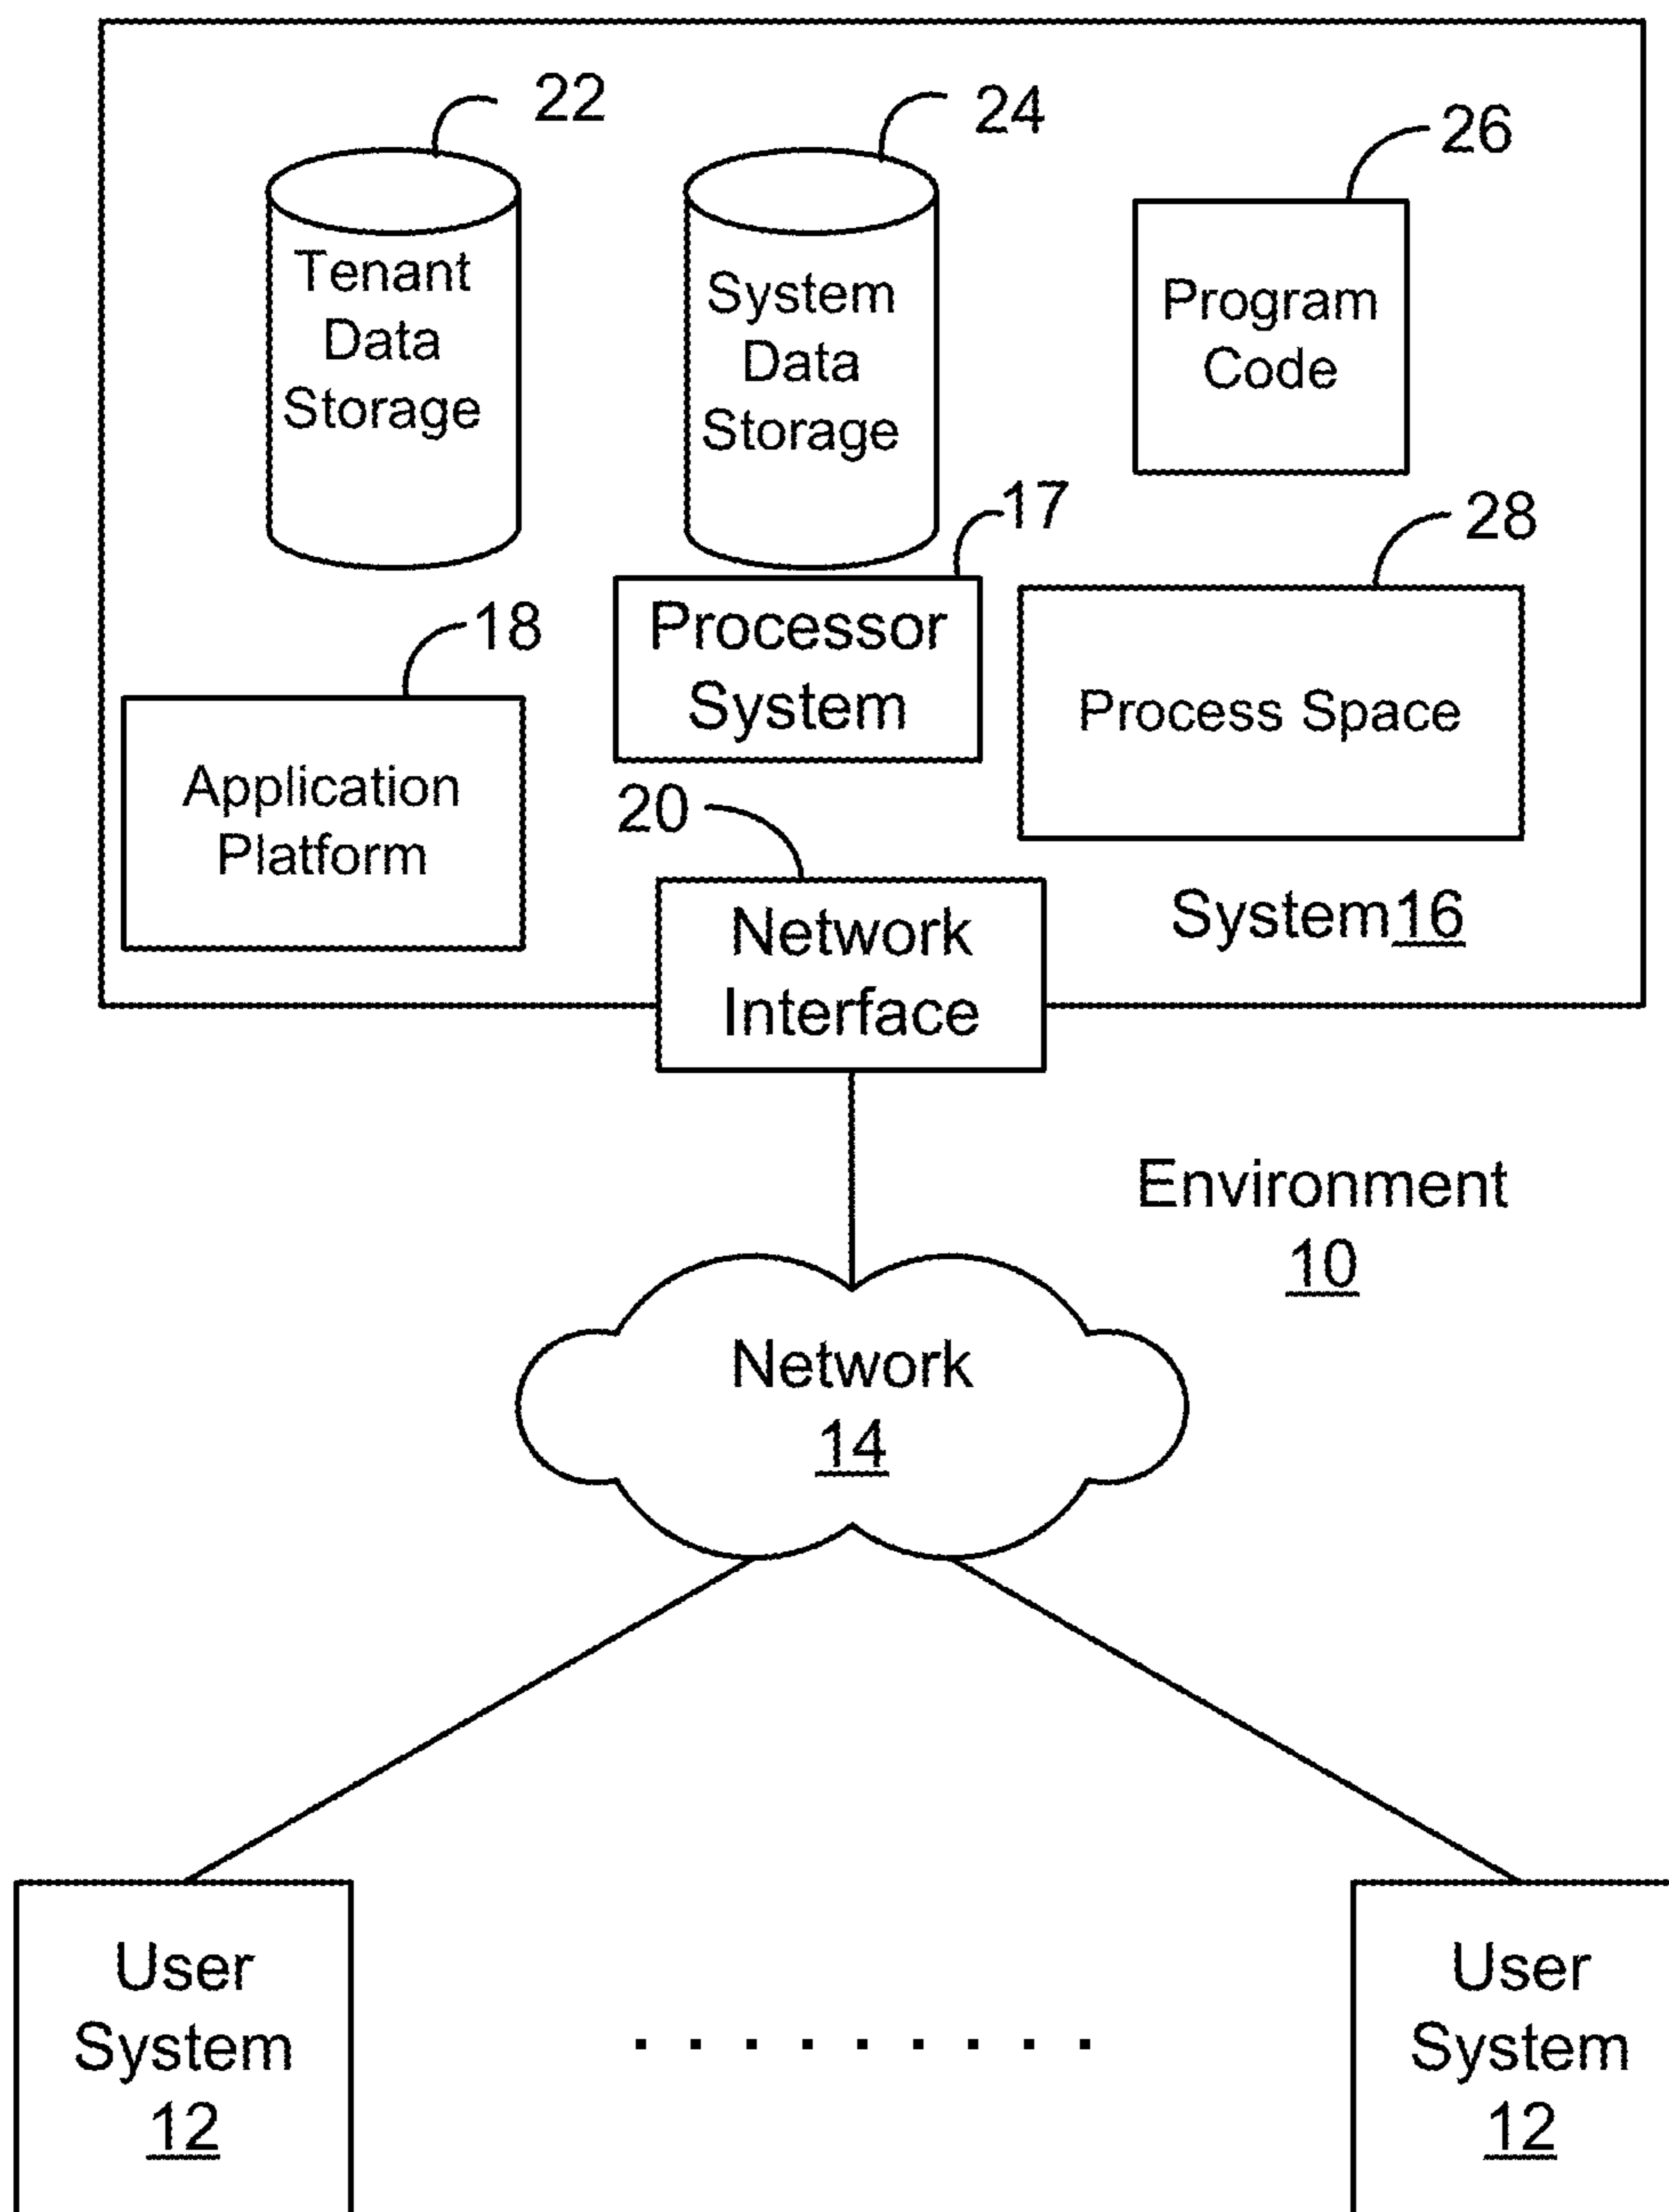 22
24
26
Tenant
Data
Storage
System
Data
Storage
Program
Code
17
28
18
Processor
System
Process Space
Application
Platform
20
Network
Interface
System16
Environment
10
Network
14
User
System
12
User
System
12